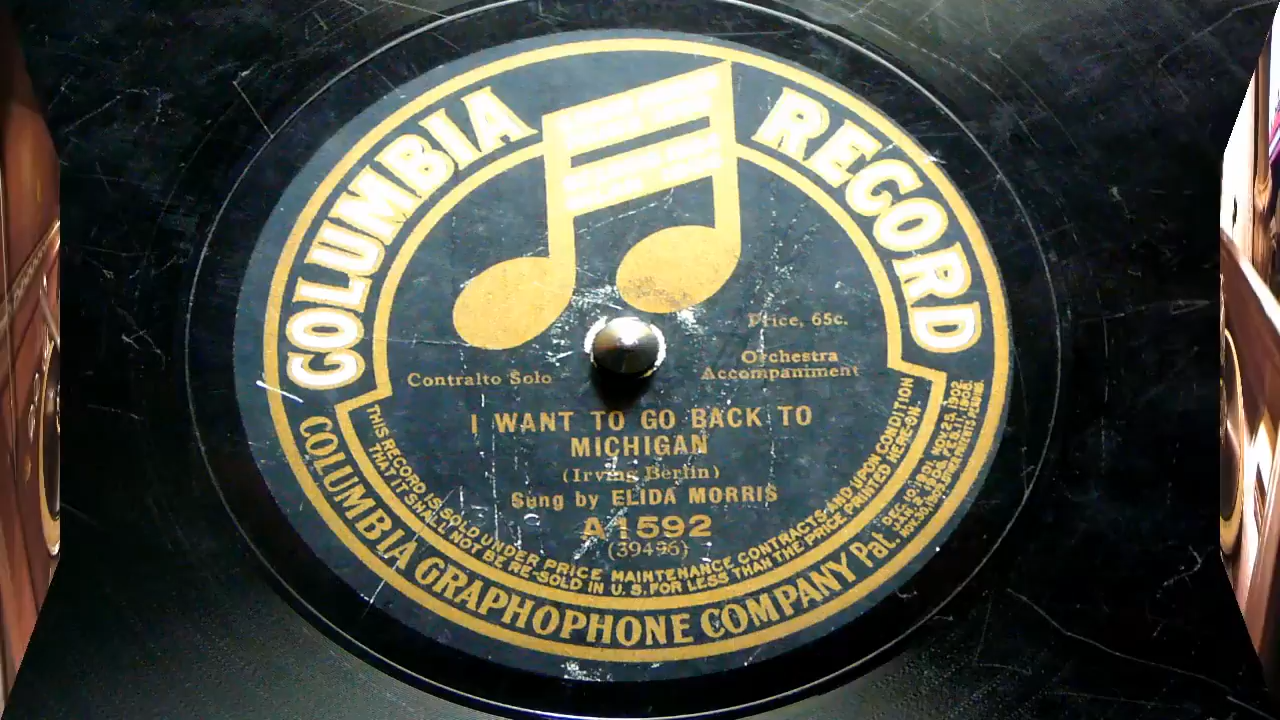 COLUMBIA RECORD
Price, 65c.
Contralto Solo
Orchestra
Accompaniment
I WANT TO GO BACK TO
MICHIGAN
(Irving Berlin)
Sung by ELIDA MORRIS
A1592
(39496)
THIS RECORD IS SOLD UNDER PRICE MAINTENANCE CONTRACTS AND UPON CONDITION
THAT IT SHALL NOT BE RE-SOLD IN U.S. FOR LESS THAN THE PRICE PRINTED HERE-ON.
COLUMBIA GRAPHOPHONE COMPANY Pat.